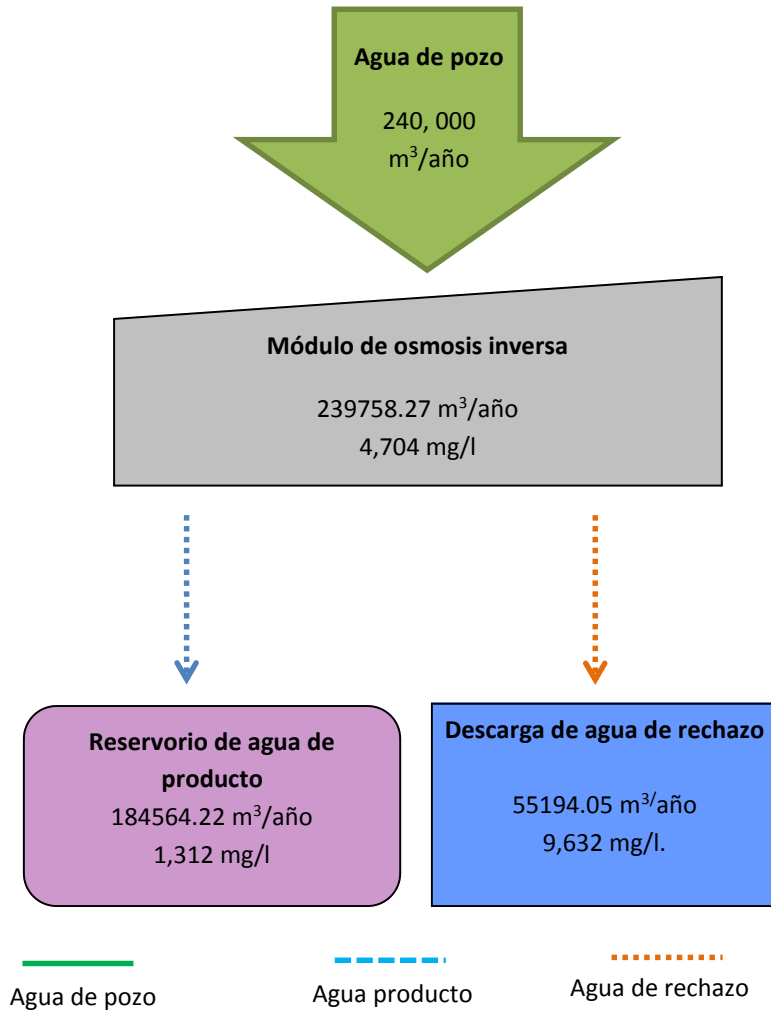 Agua de pozo
240, 000
m³/año
Módulo de osmosis inversa
239758.27 m³/año
4,704 mg/l
Reservorio de agua de
producto
184564.22 m³/año
1,312 mg/l
Descarga de agua de rechazo
55194.05 m³/año
9,632 mg/l.
Agua de pozo
Agua producto
Agua de rechazo